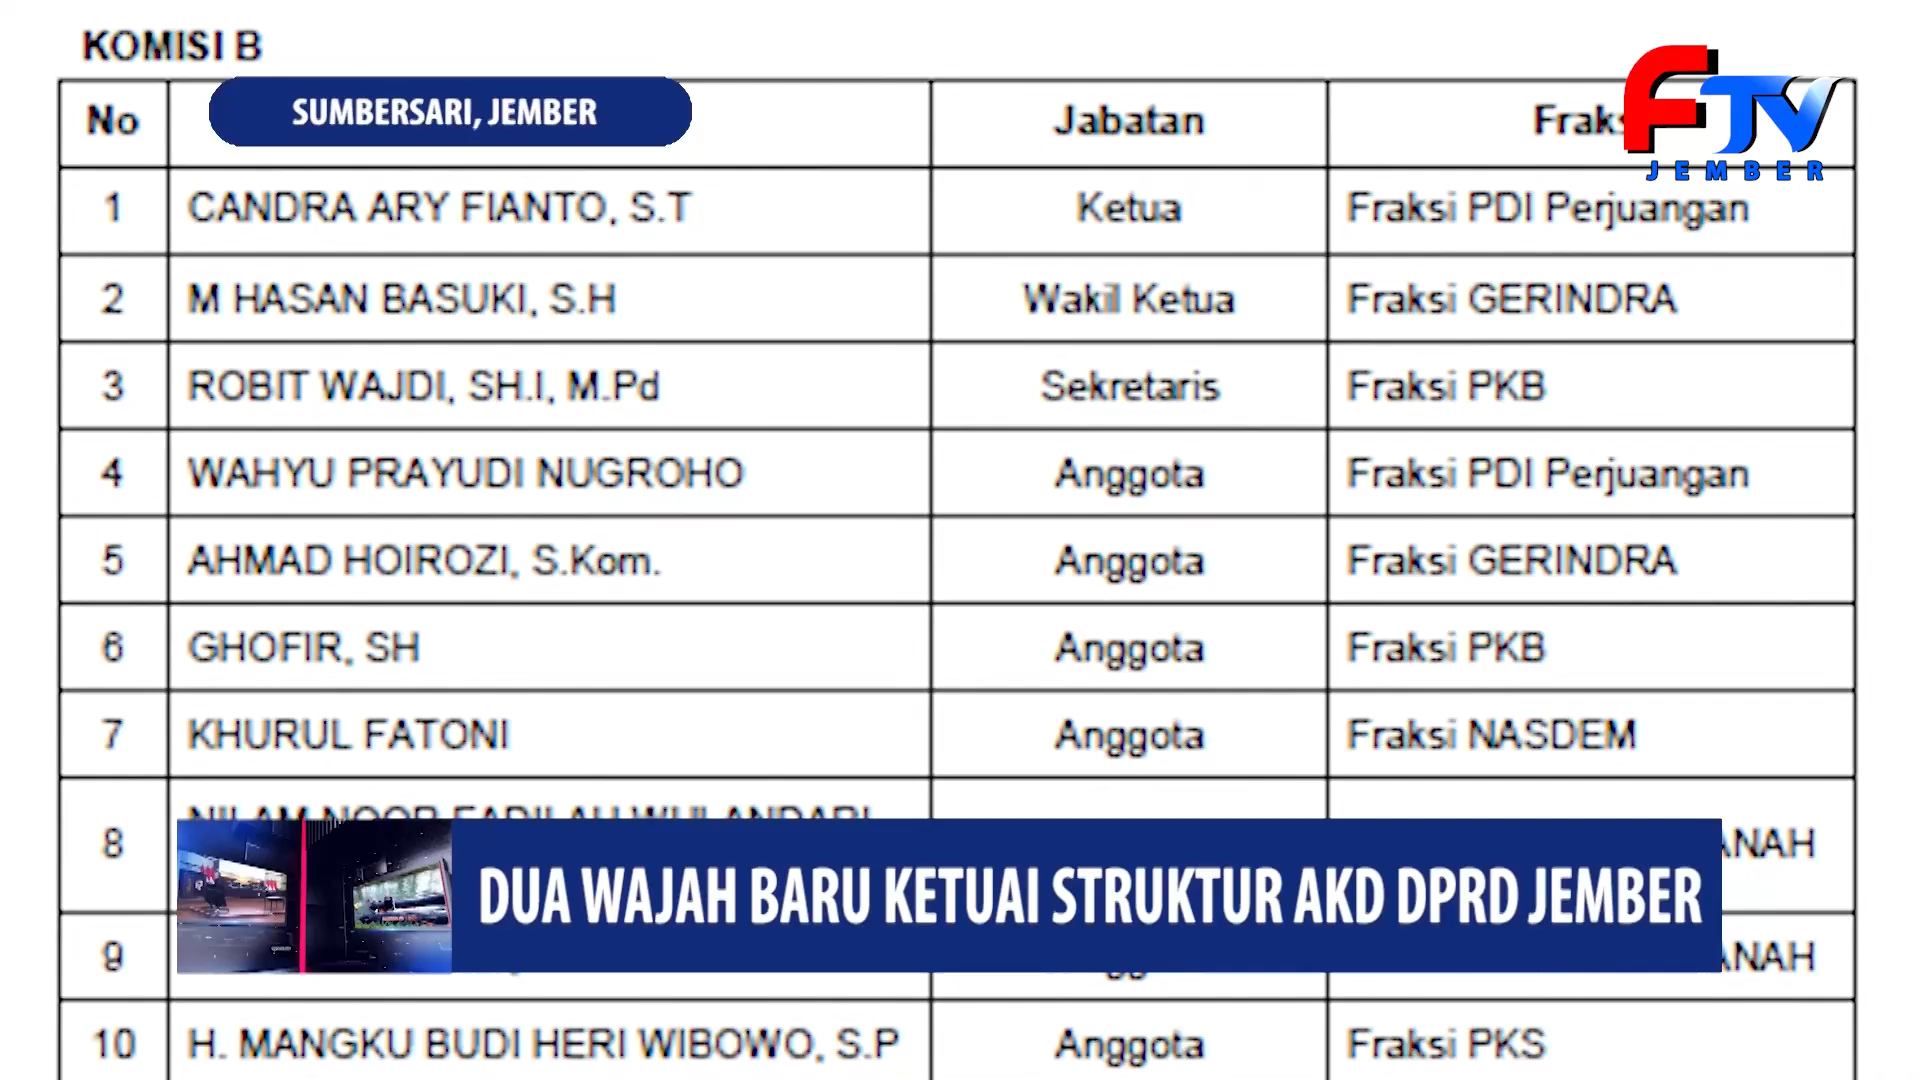 KOMISI B
No SUMBERSARI, JEMBER Jabatan
FTV
JEMBER
1 CANDRA ARY FIANTO, S.T Ketua Fraksi PDI Perjuangan
2 M HASAN BASUKI, S.H Wakil Ketua Fraksi GERINDRA
3 ROBIT WAJDI, SH.I, M.Pd Sekretaris Fraksi PKB
4 WAHYU PRAYUDI NUGROHO Anggota Fraksi PDI Perjuangan
5 AHMAD HOIROZI, S.Kom. Anggota Fraksi GERINDRA
6 GHOFIR, SH Anggota Fraksi PKB
7 KHURUL FATONI Anggota Fraksi NASDEM
8
DUA WAJAH BARU KETUAI STRUKTUR AKD DPRD JEMBER
9
10 H. MANGKU BUDI HERI WIBOWO, S.P Anggota Fraksi PKS